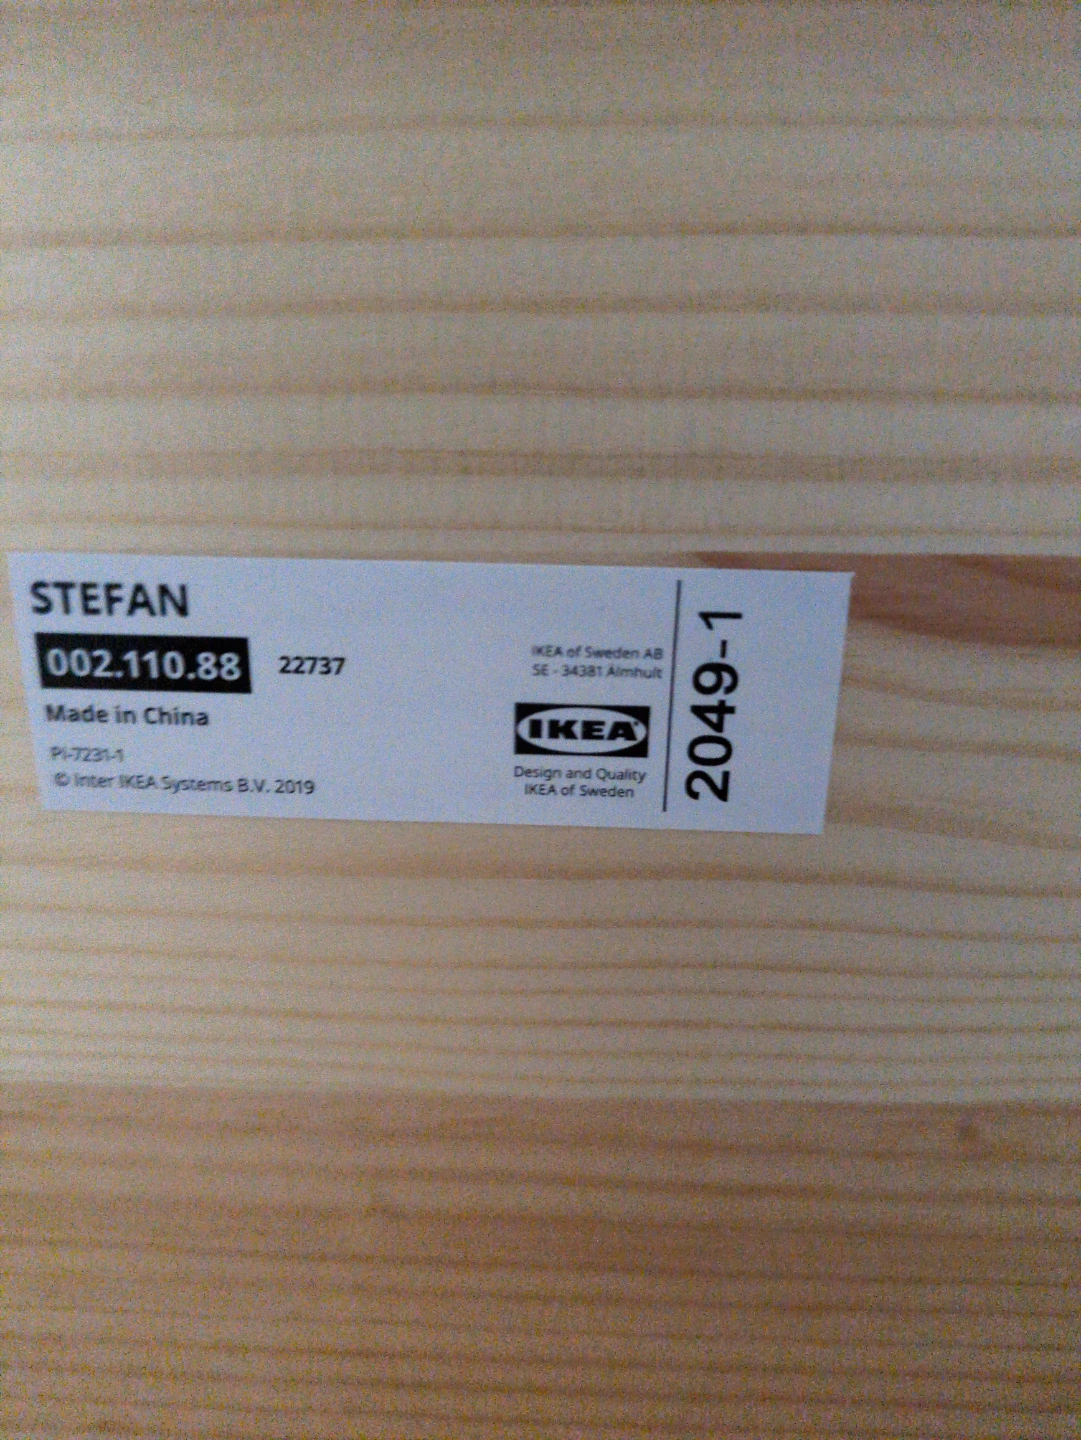 STEFAN
002.110.88 22737
Made in China
PI-7231-1
© Inter IKEA Systems B.V. 2019
IKEA of Sweden AB
SE - 34381 Älmhult
IKEA®
Design and Quality
IKEA of Sweden
2049-1